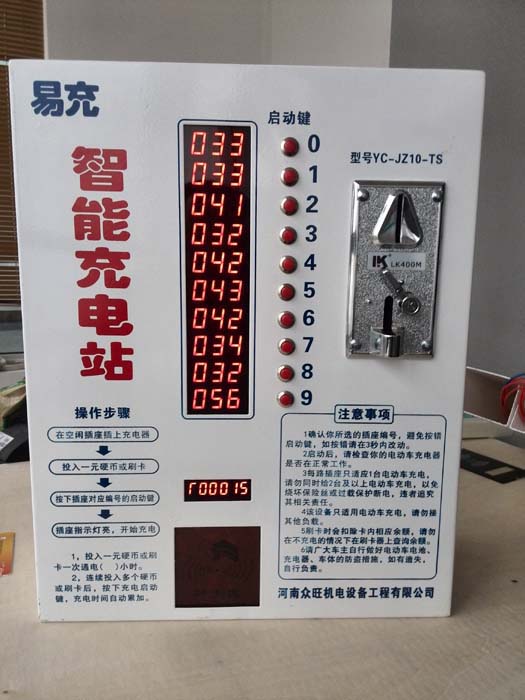 易充
智能充电站
操作步骤
在空闲插座插上充电器
投入一元硬币或刷卡
按下插座对应编号的启动键
插座指示灯亮，开始充电
1，投入一元硬币或刷
卡一次通电（ ）小时。
2，连续投入多个硬币
或刷卡后，按下充电启动
键，充电时间自动累加。
启动键
033 0
033 1
041 2
032 3
042 4
043 5
042 6
034 7
032 8
056 9
r00015
型号YC-JZ10-TS
LK LK400M
注意事项
1确认你所选的插座编号，避免按错
启动键，如按错请在3秒内改动。
2启动后，请检查你的电动车充电器
是否在正常工作。
3每路插座只适应1台电动车充电，
请勿同时给2台及以上电动车充电，以免
烧坏保险丝或过载保护断电，违者追究
其相关责任。
4该设备只适用电动车充电，请勿接
其他负载。
5刷卡时会扣除卡内相应余额，请勿
在不充电的情况下在刷卡器上查询余额。
6请广大车主自行做好电动车电池、
充电器、车体的防盗措施，如有遗失，
自行负责。
河南众旺机电设备工程有限公司